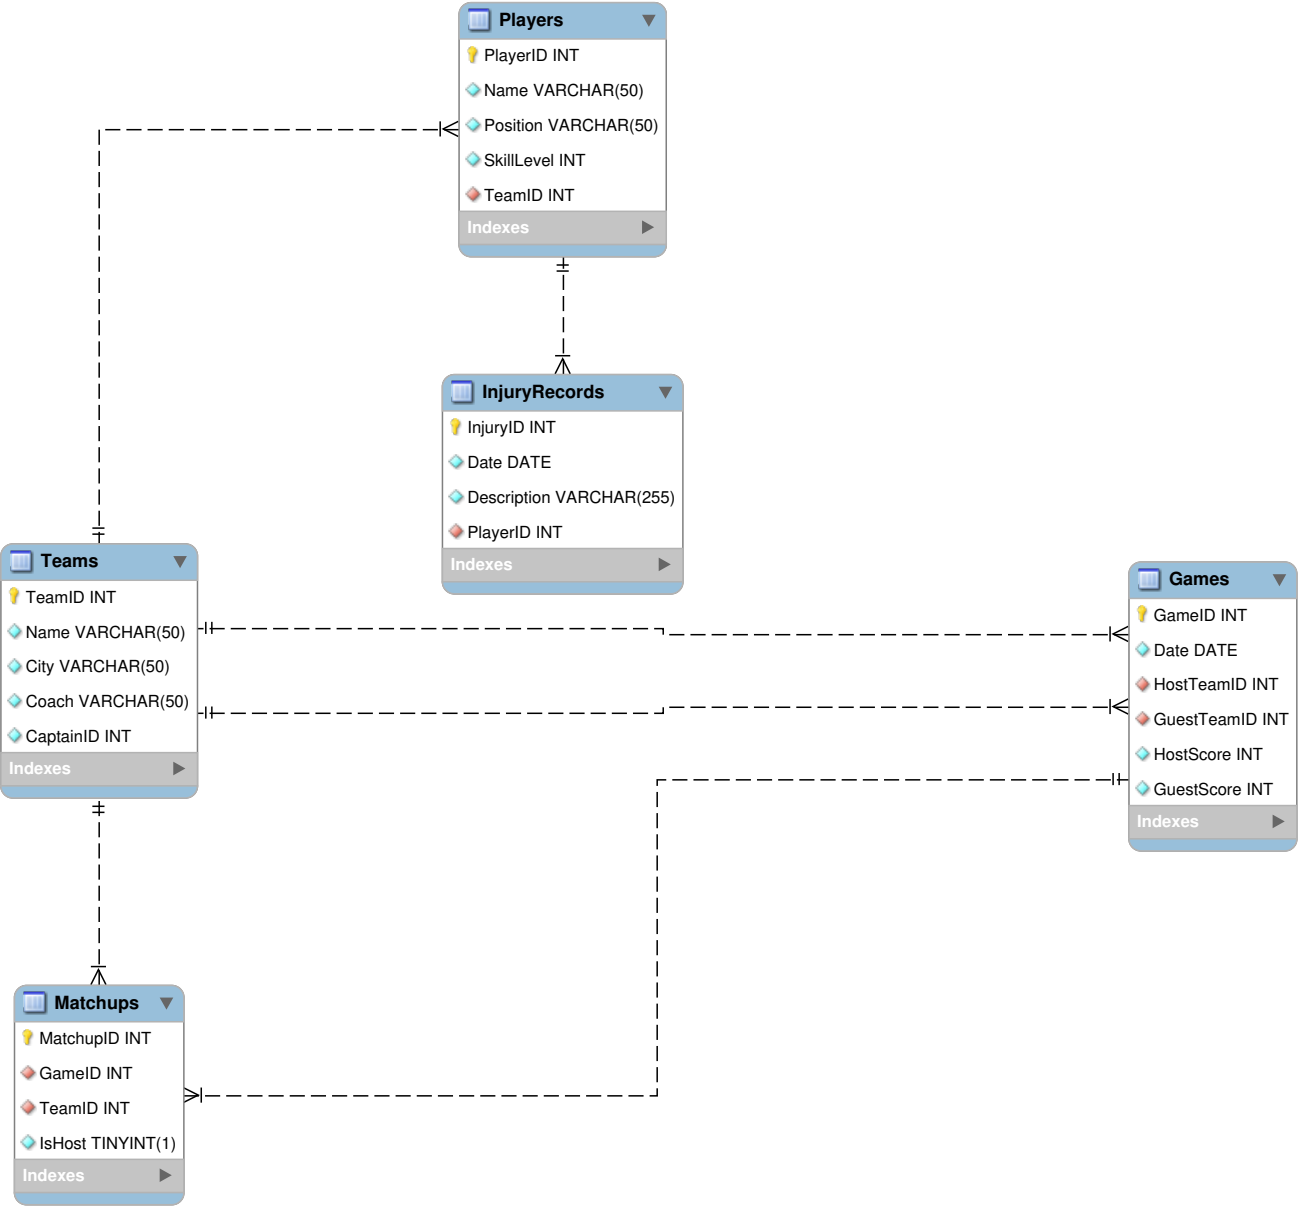 Players
PlayerID INT
Name VARCHAR(50)
Position VARCHAR(50)
SkillLevel INT
TeamID INT
Indexes
InjuryRecords
InjuryID INT
Date DATE
Description VARCHAR(255)
PlayerID INT
Indexes
Teams
TeamID INT
Name VARCHAR(50)
City VARCHAR(50)
Coach VARCHAR(50)
CaptainID INT
Indexes
Games
GameID INT
Date DATE
HostTeamID INT
GuestTeamID INT
HostScore INT
GuestScore INT
Indexes
Matchups
MatchupID INT
GameID INT
TeamID INT
IsHost TINYINT(1)
Indexes